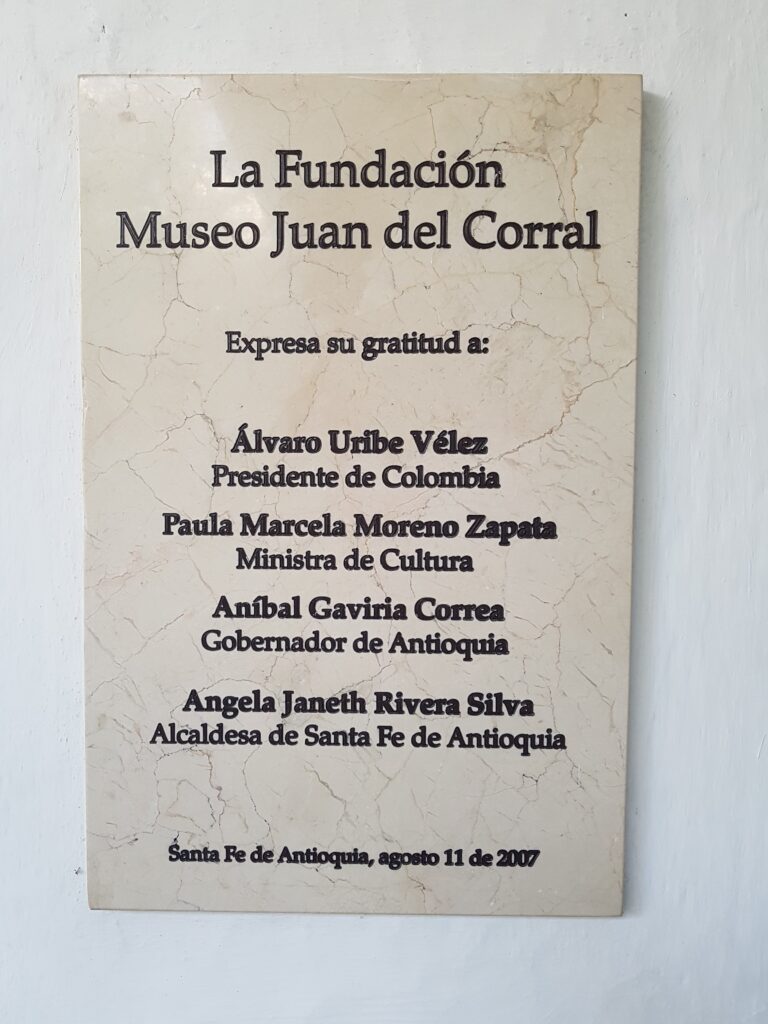 La Fundación
Museo Juan del Corral
Expresa su gratitud a:
Álvaro Uribe Vélez
Presidente de Colombia
Paula Marcela Moreno Zapata
Ministra de Cultura
Aníbal Gaviria Correa
Gobernador de Antioquia
Angela Janeth Rivera Silva
Alcaldesa de Santa Fe de Antioquia
Santa Fe de Antioquia, agosto 11 de 2007